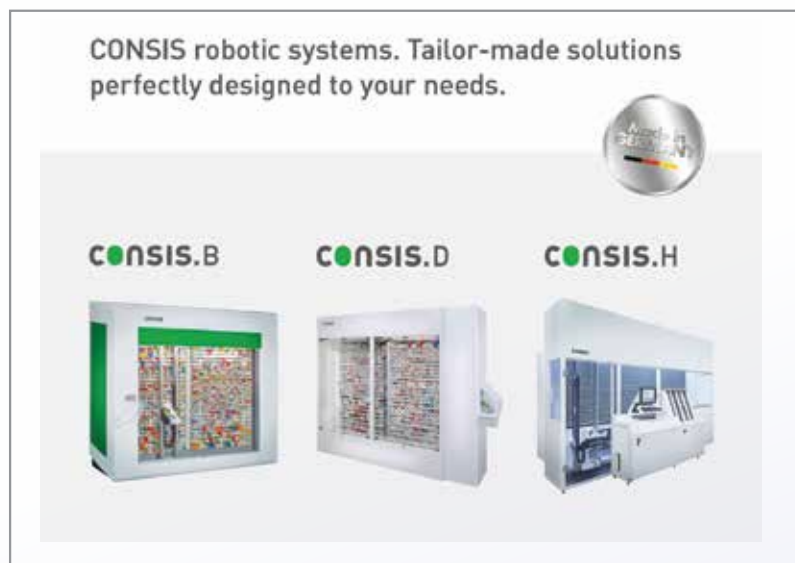 CONSIS robotic systems. Tailor-made solutions
perfectly designed to your needs.
Made in
GERMANY
CONSIS.B
CONSIS.D
CONSIS.H